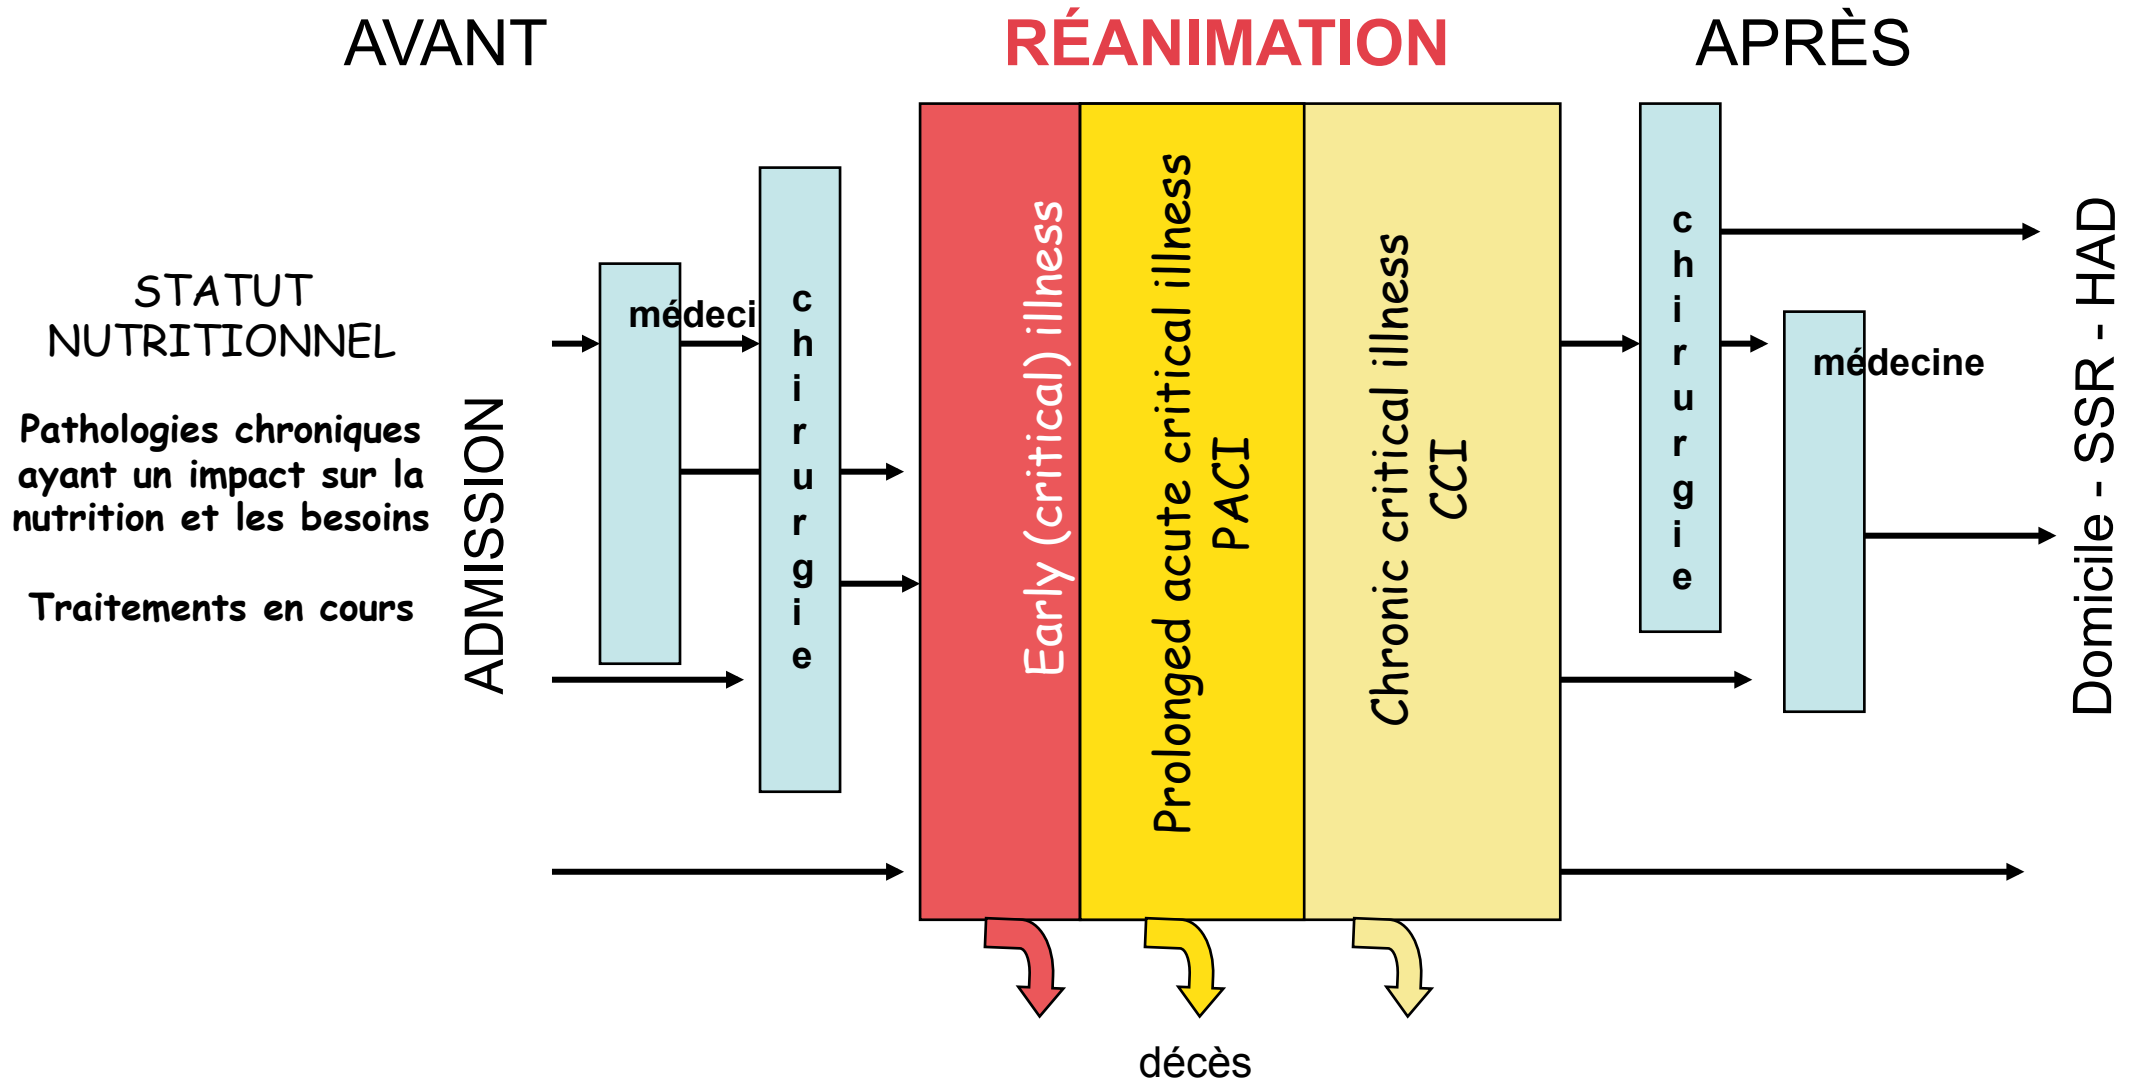 AVANT
RÉANIMATION
APRÈS
STATUT
NUTRITIONNEL
Pathologies chroniques
ayant un impact sur la
nutrition et les besoins
Traitements en cours
ADMISSION
médeci
chirurgie
Early (critical) illness
Prolonged acute critical illness
PACI
Chronic critical illness
CCI
chirurgie
médecine
Domicile - SSR - HAD
décès